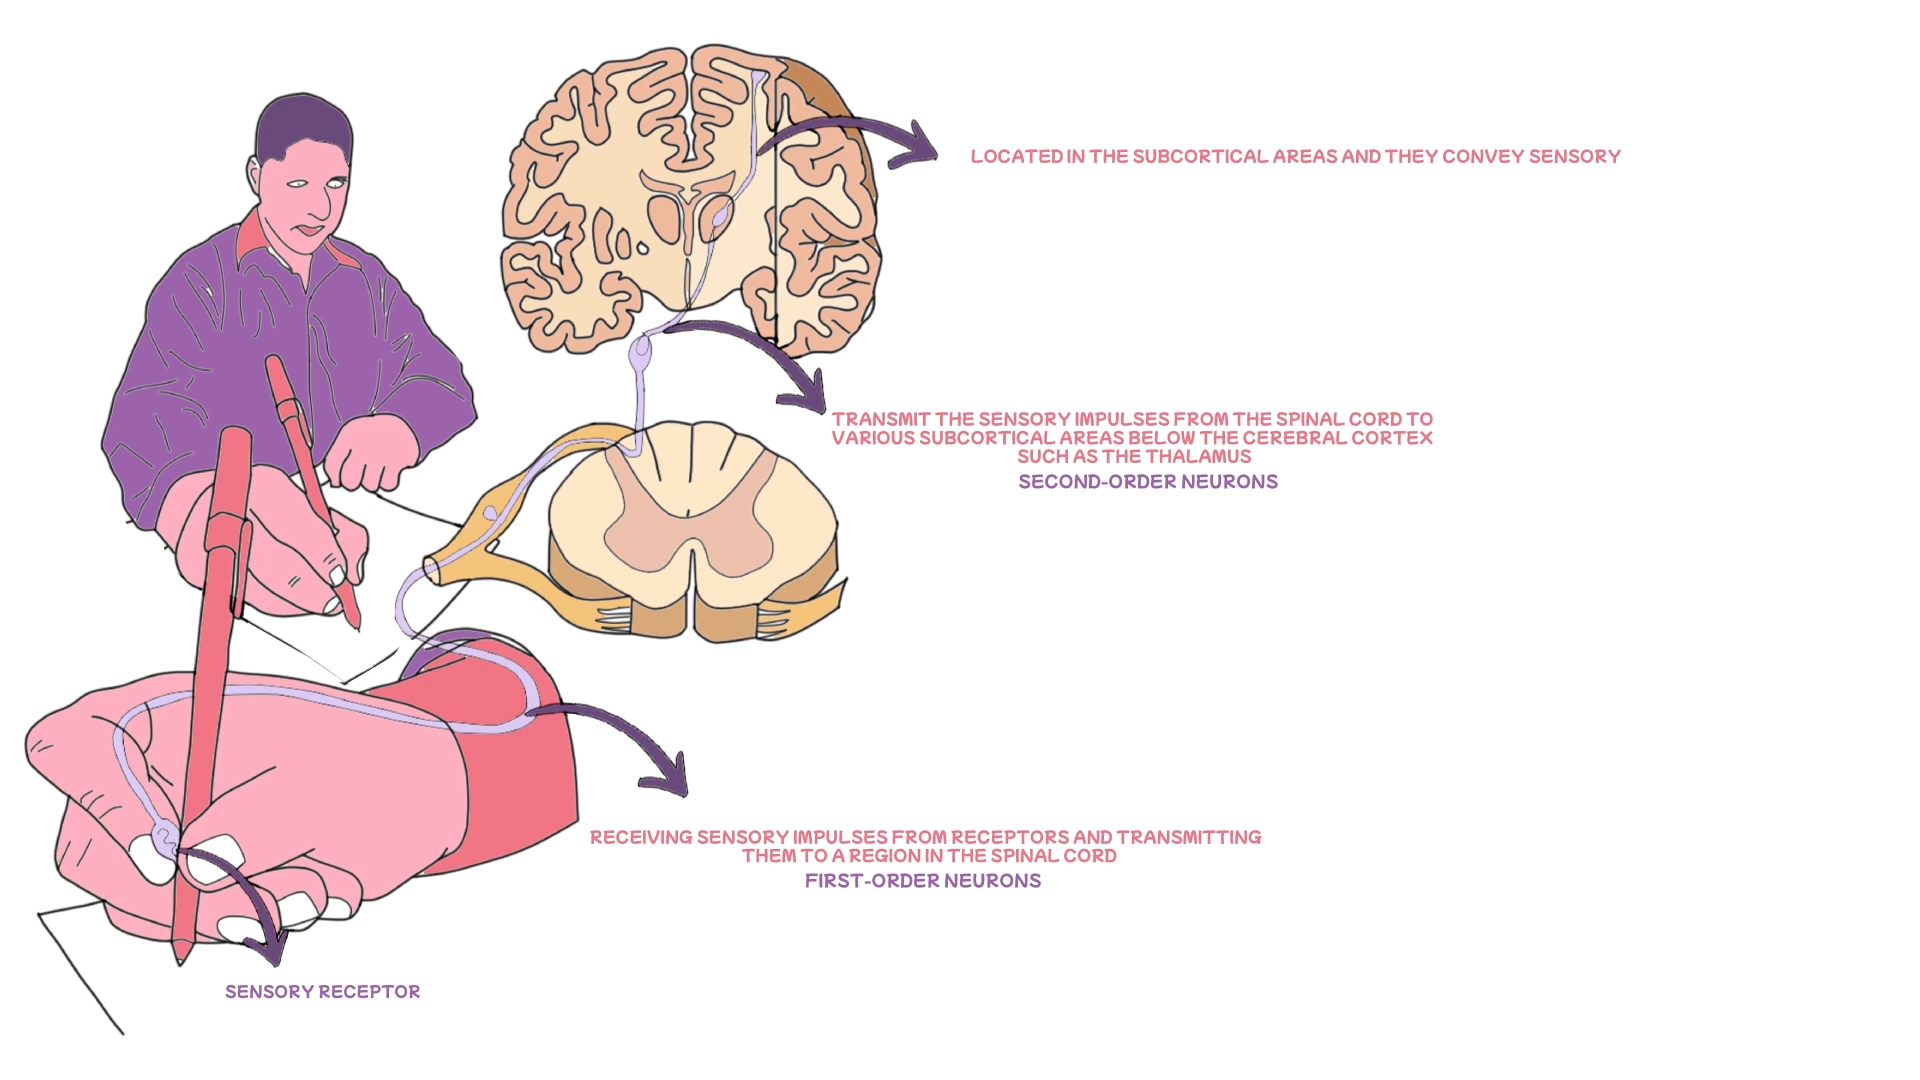 LOCATED IN THE SUBCORTICAL AREAS AND THEY CONVEY SENSORY
TRANSMIT THE SENSORY IMPULSES FROM THE SPINAL CORD TO
VARIOUS SUBCORTICAL AREAS BELOW THE CEREBRAL CORTEX
SUCH AS THE THALAMUS
SECOND-ORDER NEURONS
RECEIVING SENSORY IMPULSES FROM RECEPTORS AND TRANSMITTING
THEM TO A REGION IN THE SPINAL CORD
FIRST-ORDER NEURONS
SENSORY RECEPTOR